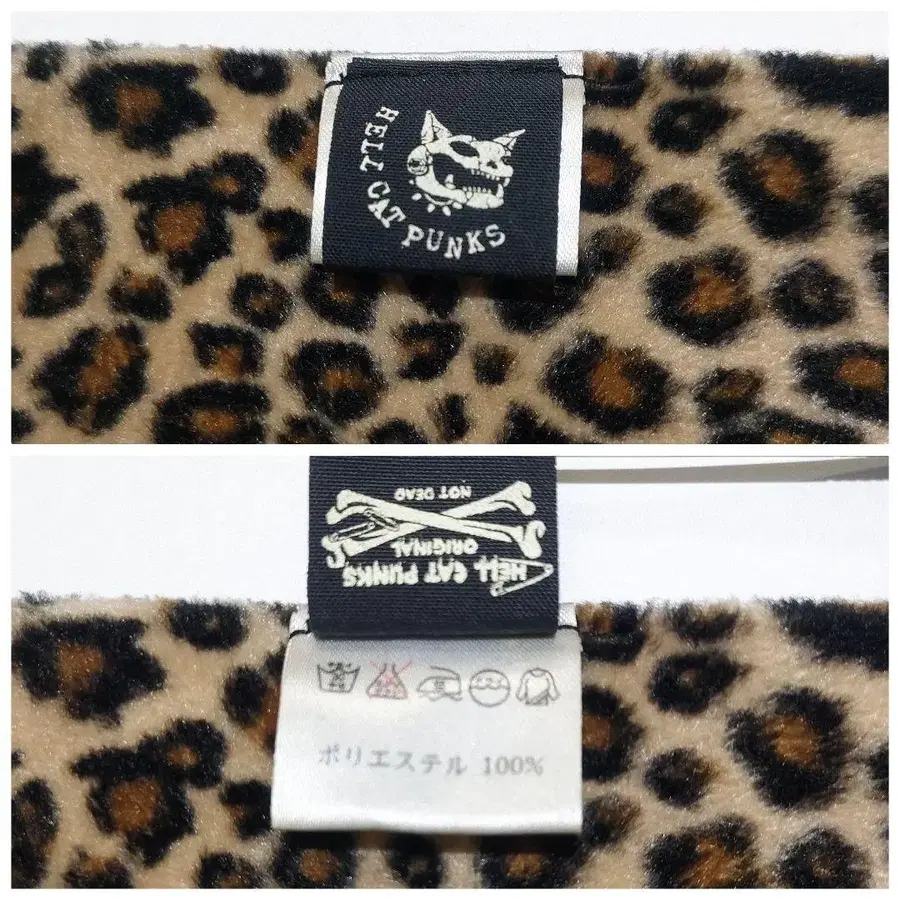 HELL CAT PUNKS
NOT DEAD
HELL CAT PUNKS
ORIGINAL
ポリエステル 100%